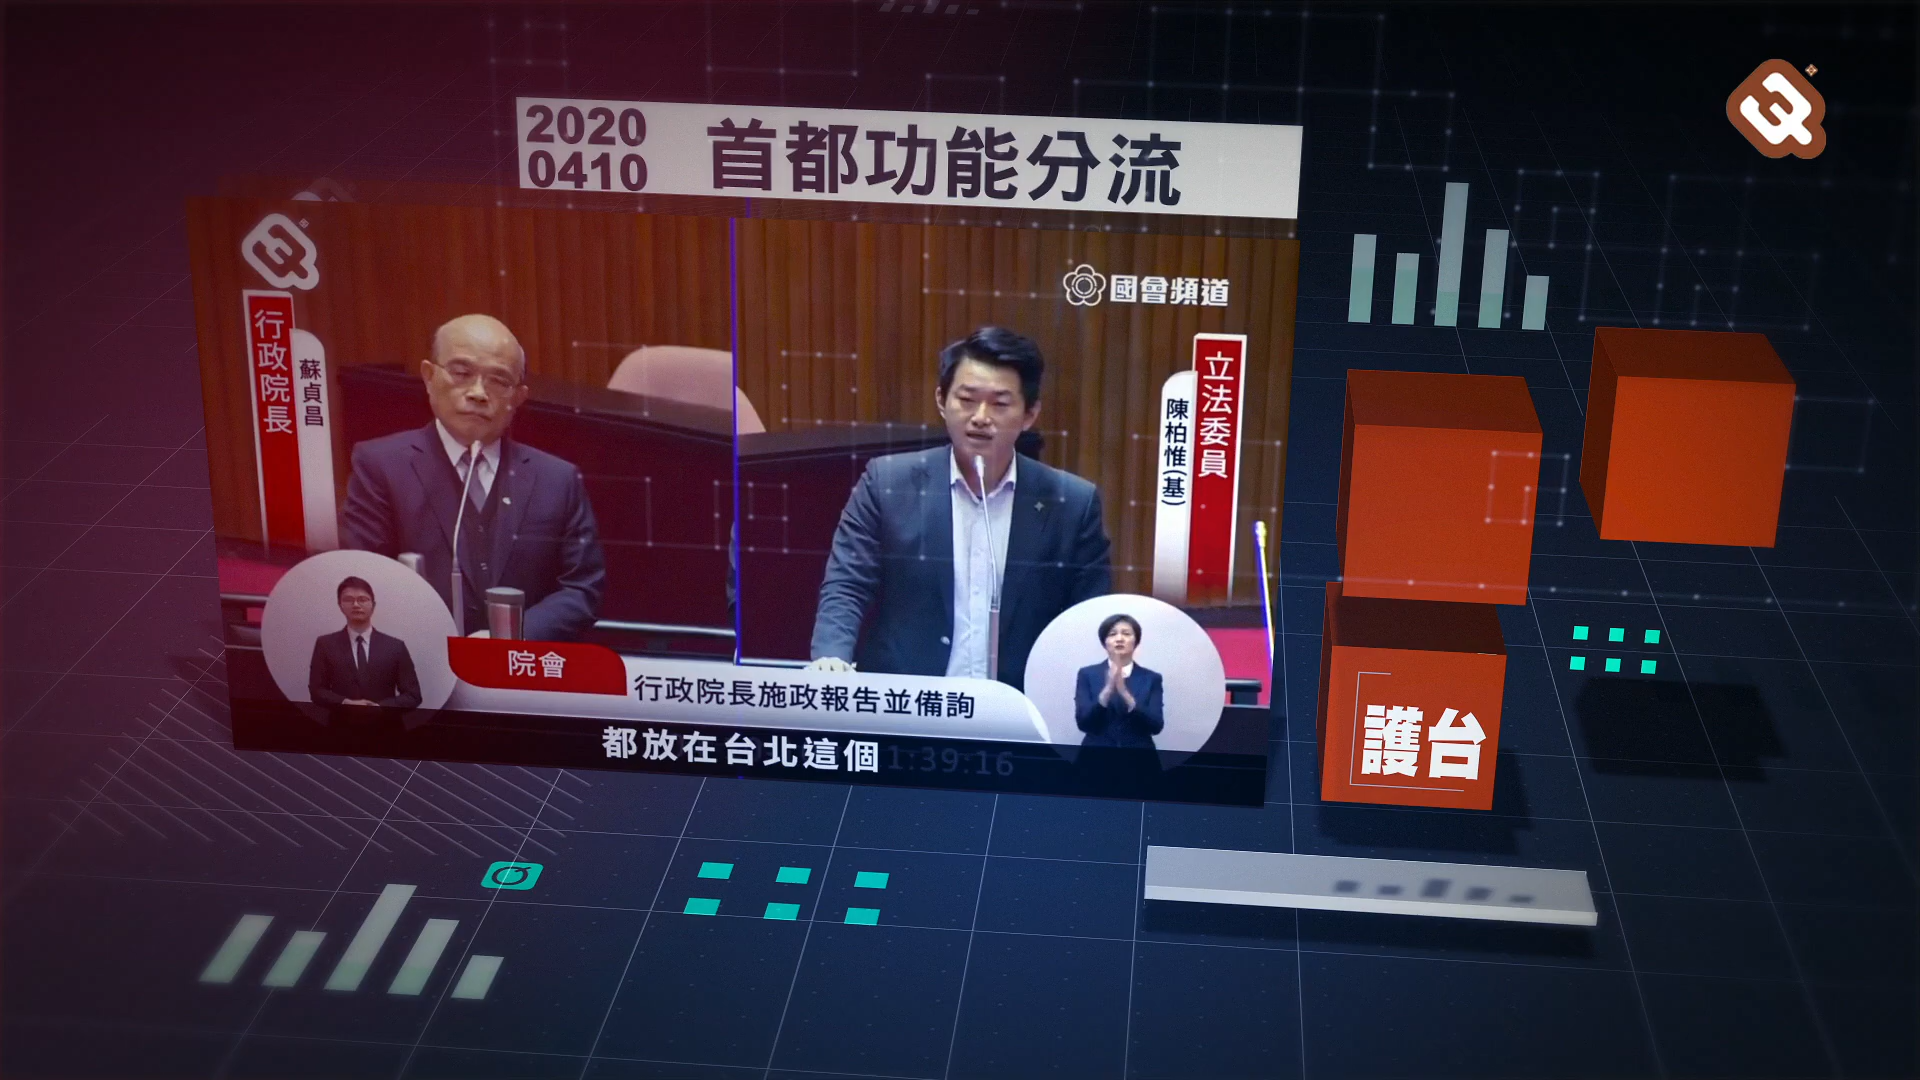 2020
0410
首都功能分流
國會頻道
行政院長
蘇貞昌
立法委員
陳柏惟(基)
院會
行政院長施政報告並備詢
都放在台北這個
1:39:16
護台